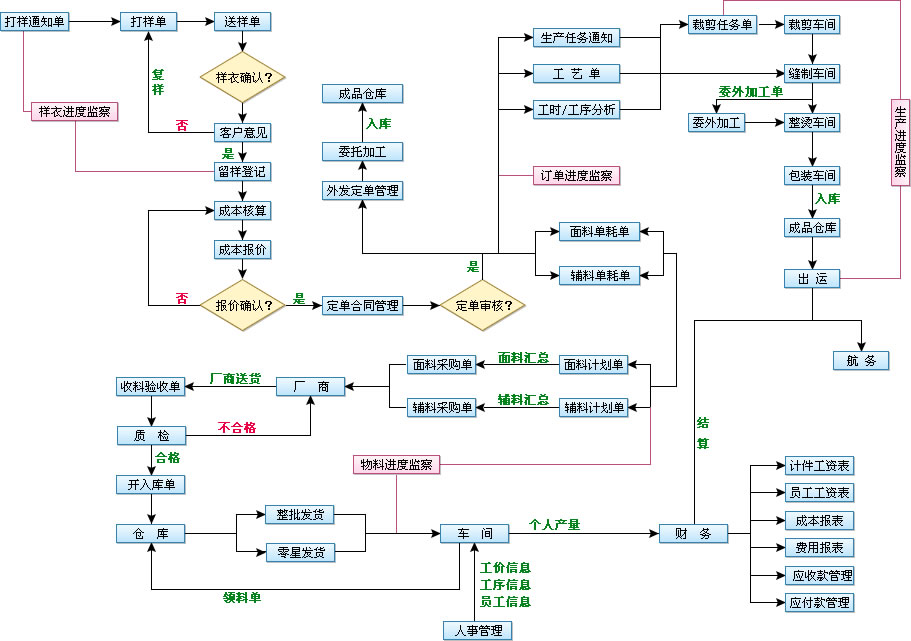 打样通知单
打样单
送样单
样衣确认？
复样
样衣进度监察
否
客户意见
是
留样登记
成本核算
成本报价
否
报价确认？
是
定单合同管理
定单审核？
是
成品仓库
入库
委托加工
外发定单管理
生产任务通知
工 艺 单
工时/工序分析
订单进度监察
面料单耗单
辅料单耗单
裁剪任务单
裁剪车间
缝制车间
委外加工单
委外加工
整烫车间
生产进度监察
包装车间
入库
成品仓库
出 运
航 务
结算
收料验收单
厂商送货
厂 商
面料采购单
面料汇总
面料计划单
辅料采购单
辅料汇总
辅料计划单
质 检
不合格
合格
物料进度监察
开入库单
仓 库
整批发货
零星发货
车 间
个人产量
财 务
计件工资表
员工工资表
成本报表
费用报表
应收款管理
应付款管理
领料单
工价信息
工序信息
员工信息
人事管理